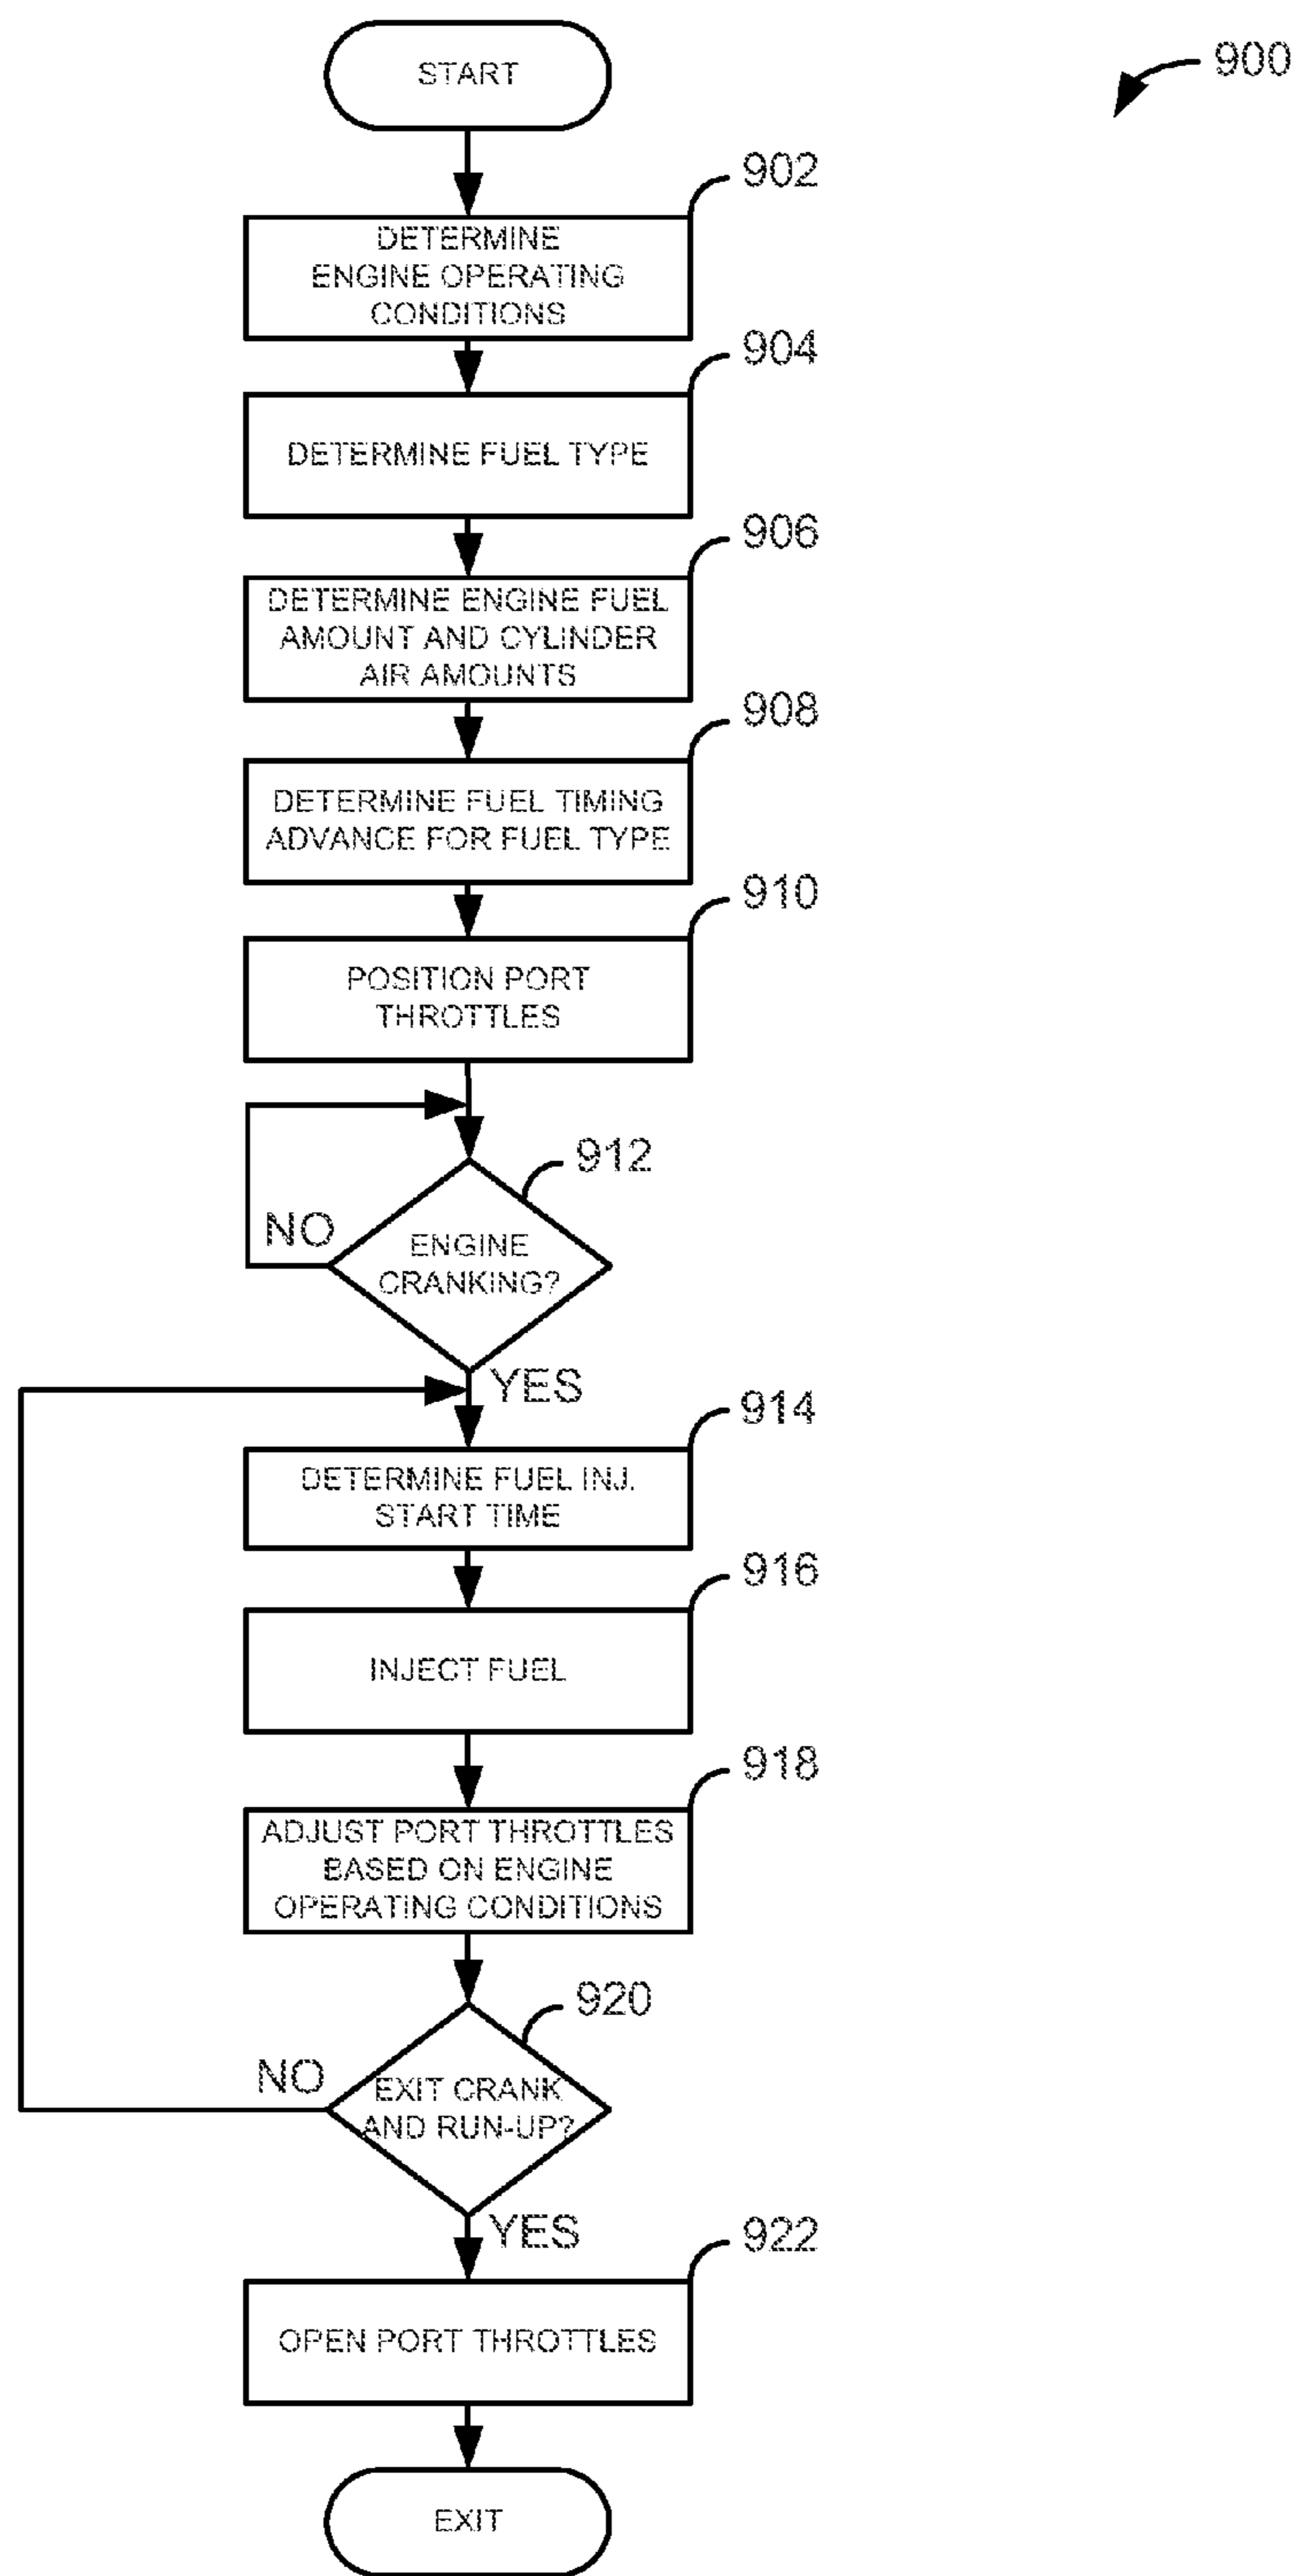 START
900
902
DETERMINE
ENGINE OPERATING
CONDITIONS
904
DETERMINE FUEL TYPE
906
DETERMINE ENGINE FUEL
AMOUNT AND CYLINDER
AIR AMOUNTS
908
DETERMINE FUEL TIMING
ADVANCE FOR FUEL TYPE
910
POSITION PORT
THROTTLES
912
NO
ENGINE
CRANKING?
YES
914
DETERMINE FUEL INJ.
START TIME
916
INJECT FUEL
918
ADJUST PORT THROTTLES
BASED ON ENGINE
OPERATING CONDITIONS
920
NO
EXIT CRANK
AND RUN-UP?
YES
922
OPEN PORT THROTTLES
EXIT